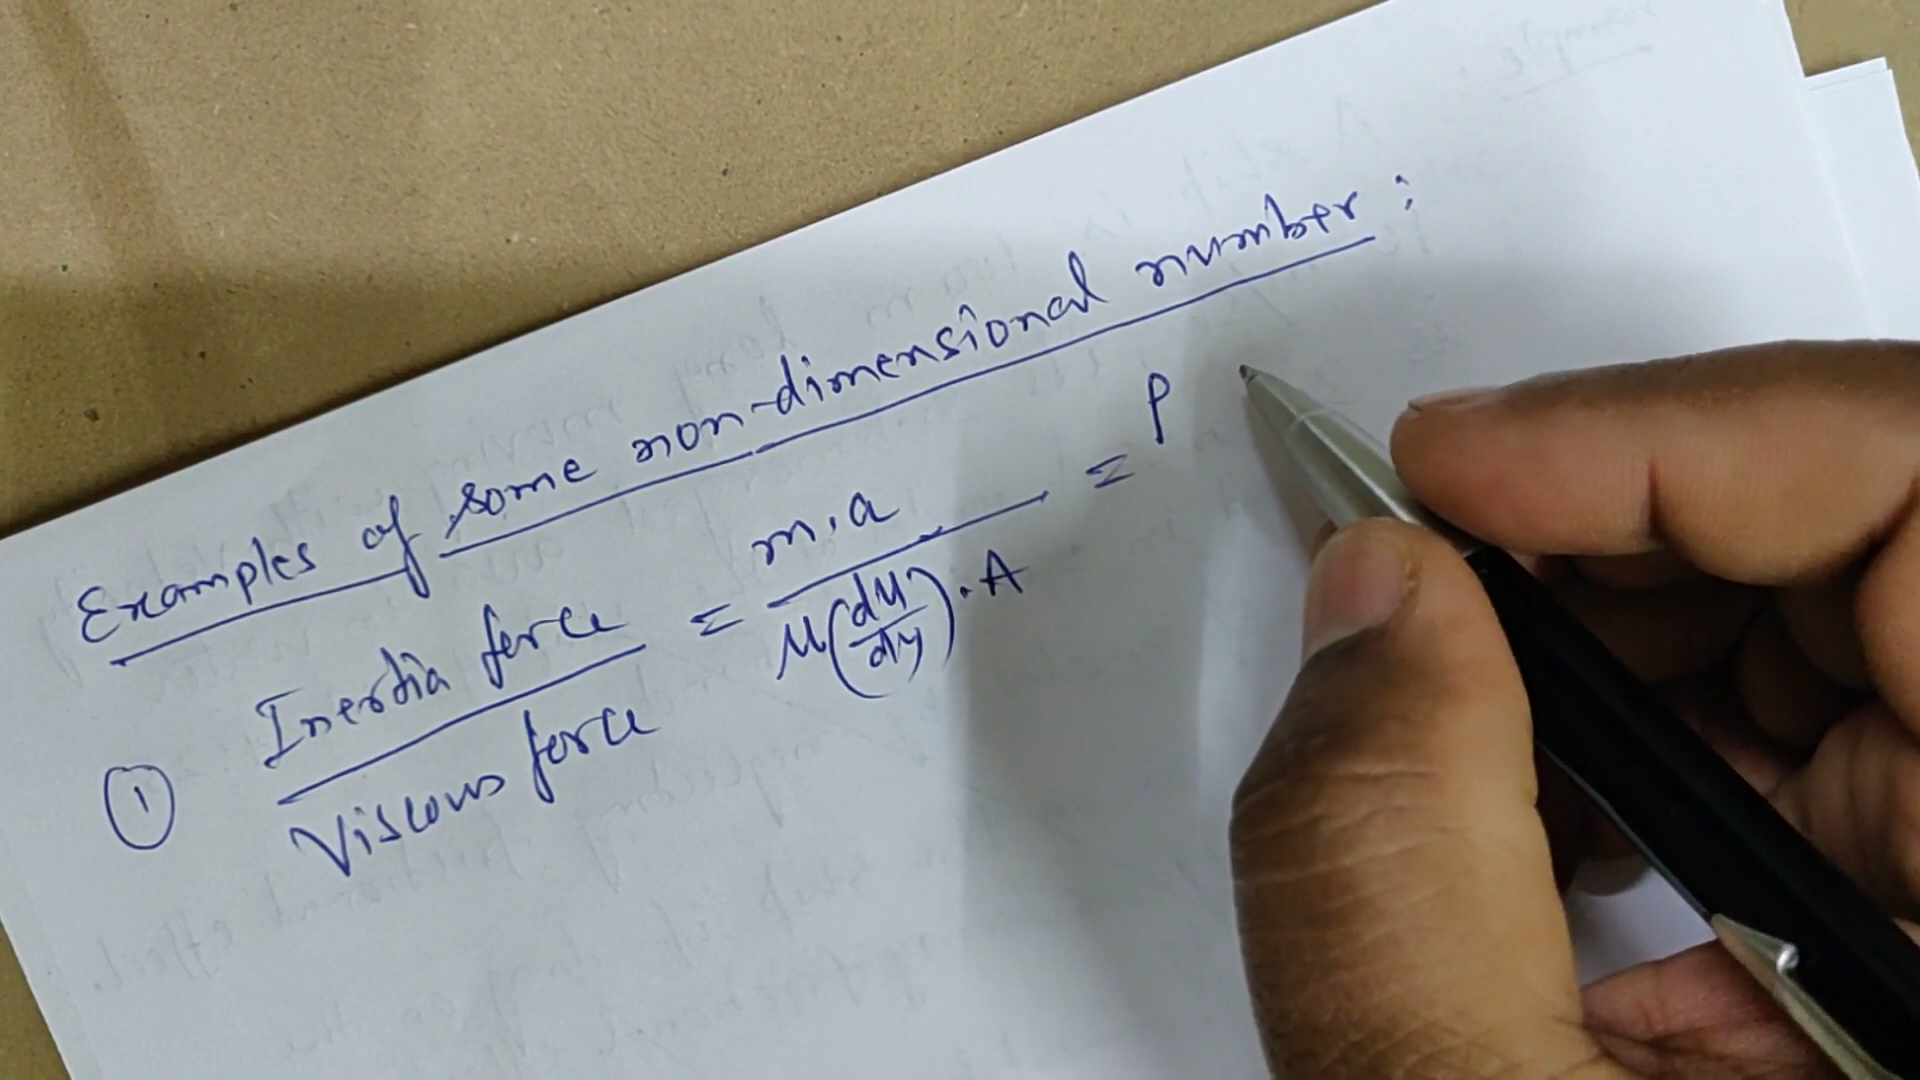 Examples of some non-dimensional number:
① Inertia force / Viscous force = m.a / μ(du/dy).A = ρ